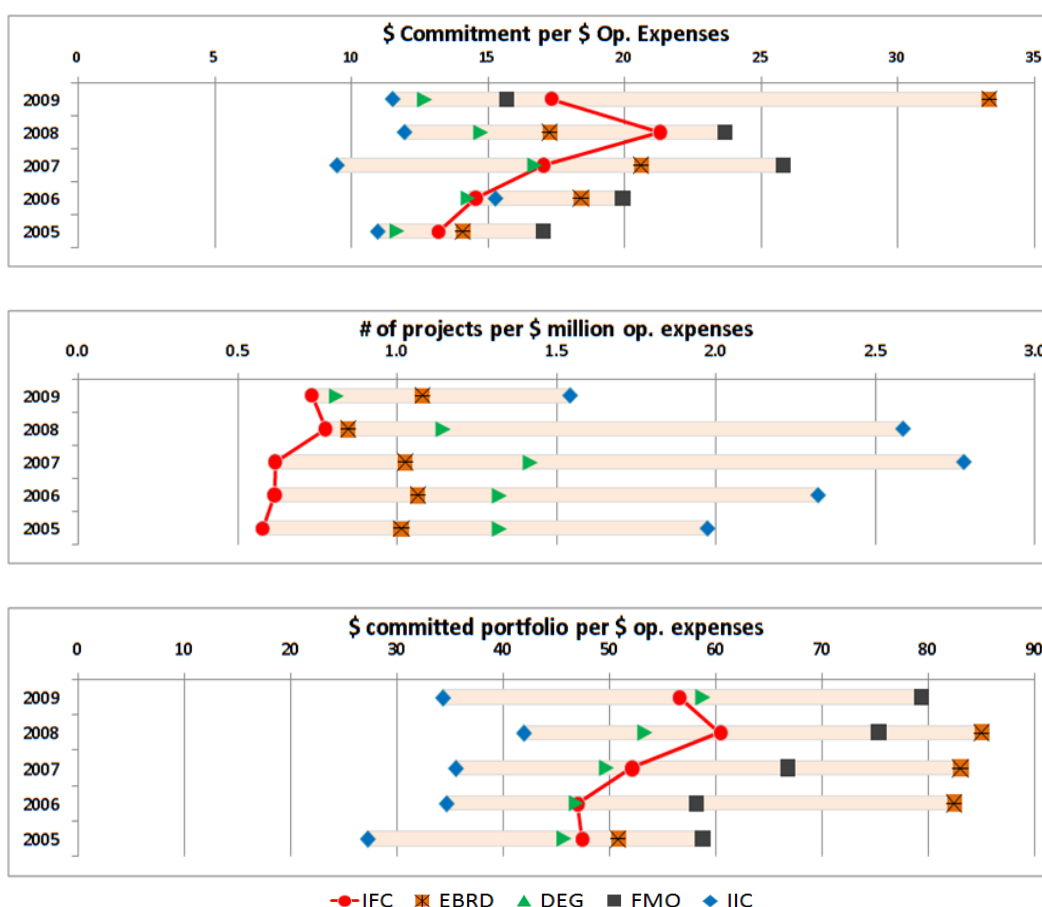 $ Commitment per $ Op. Expenses
0 5 10 15 20 25 30 35
2009
2008
2007
2006
2005
# of projects per $ million op. expenses
0.0 0.5 1.0 1.5 2.0 2.5 3.0
2009
2008
2007
2006
2005
$ committed portfolio per $ op. expenses
0 10 20 30 40 50 60 70 80 90
2009
2008
2007
2006
2005
IFC EBRD DEG FMO IIC